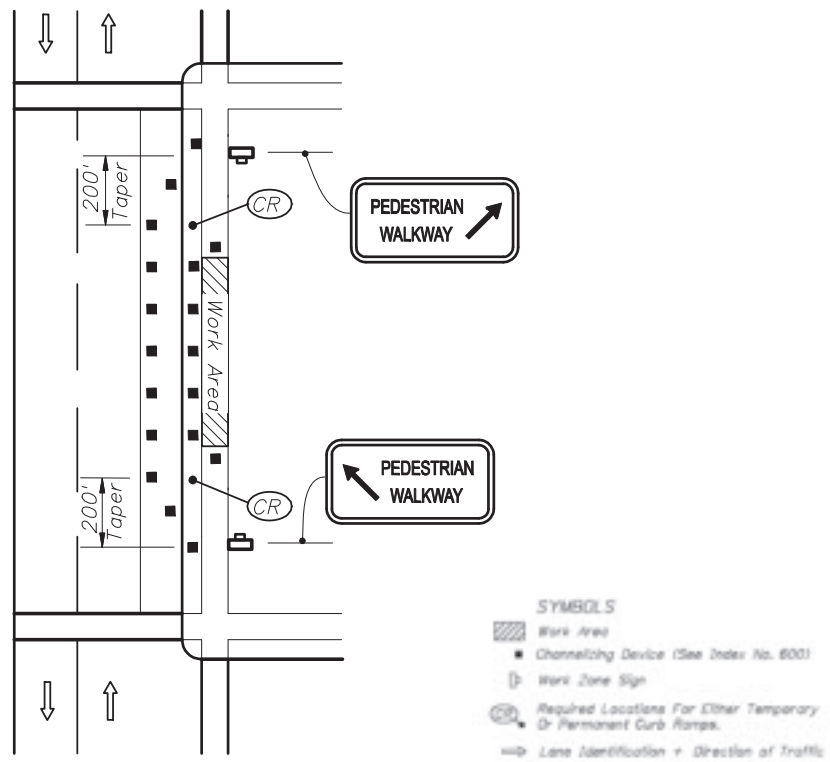 200'
Taper
CR
PEDESTRIAN
WALKWAY
Work Area
PEDESTRIAN
WALKWAY
CR
200'
Taper
SYMBOLS
Work Area
Channelizing Device (See Index No. 600)
Work Zone Sign
CR
Required Locations For Either Temporary
Or Permanent Curb Ramps.
Lane Identification + Direction of Traffic